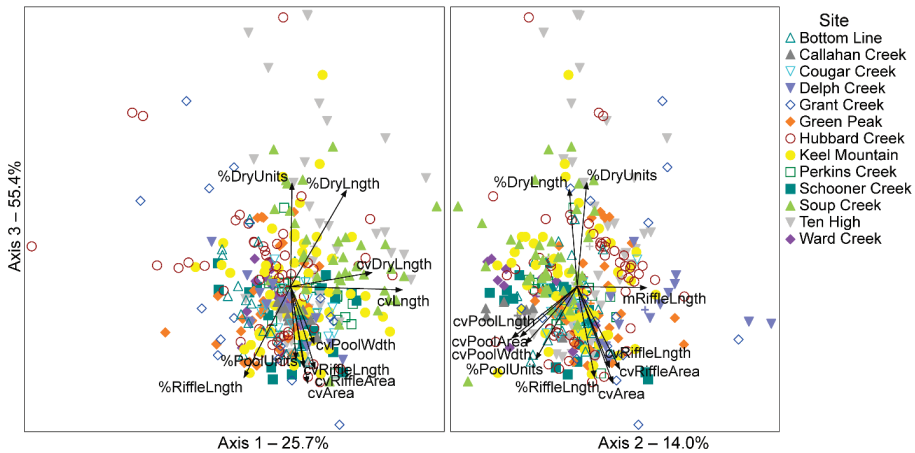 Site
Bottom Line
Callahan Creek
Cougar Creek
Delph Creek
Grant Creek
Green Peak
Hubbard Creek
Keel Mountain
Perkins Creek
Schooner Creek
Soup Creek
Ten High
Ward Creek
Axis 3 – 55.4%
%DryUnits
%DryLngth
cvDryLngth
cvLngth
cvPoolWdth
%PoolUnits
cvRiffleLngth
%RiffleLngth
cvRiffleArea
cvArea
Axis 1 – 25.7%
%DryLngth
%DryUnits
mRiffleLngth
cvPoolLngth
cvPoolArea
cvPoolWdth
cvRiffleLngth
%PoolUnits
cvRiffleArea
%RiffleLngth
cvArea
Axis 2 – 14.0%